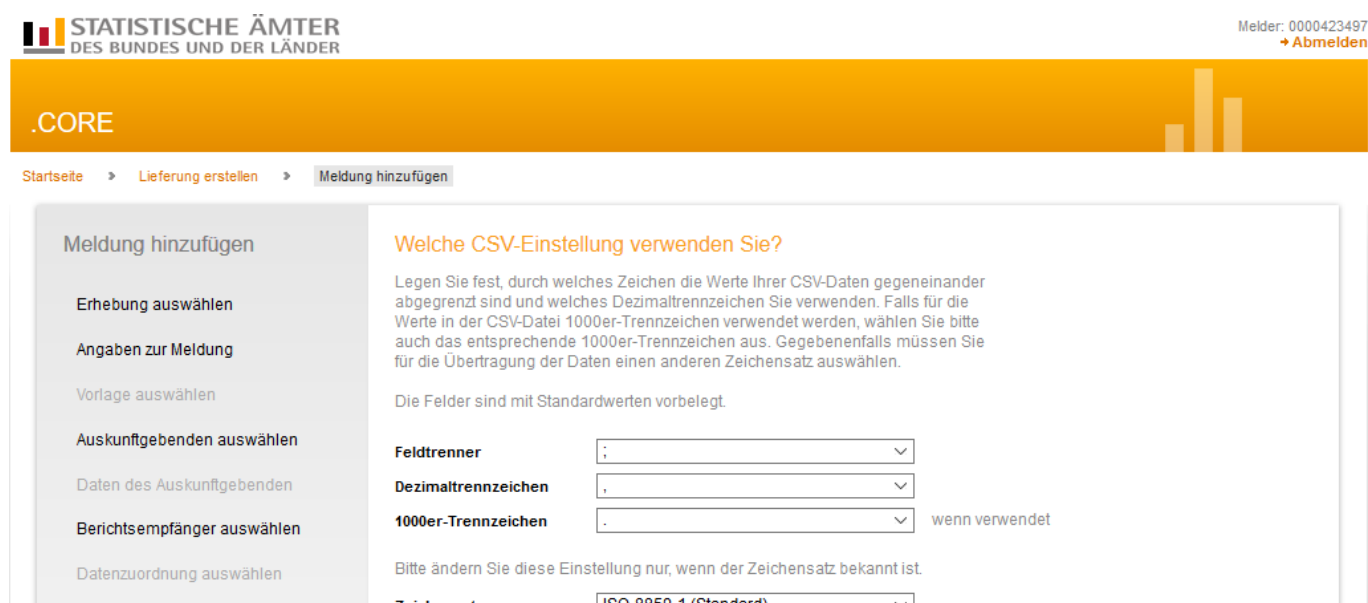 STATISTISCHE ÄMTER
DES BUNDES UND DER LÄNDER
Melder: 0000423497
Abmelden
.CORE
Startseite Lieferung erstellen Meldung hinzufügen
Meldung hinzufügen
Erhebung auswählen
Angaben zur Meldung
Vorlage auswählen
Auskunftgebenden auswählen
Daten des Auskunftgebenden
Berichtsempfänger auswählen
Datenzuordnung auswählen
Welche CSV-Einstellung verwenden Sie?
Legen Sie fest, durch welches Zeichen die Werte Ihrer CSV-Daten gegeneinander
abgegrenzt sind und welches Dezimaltrennzeichen Sie verwenden. Falls für die
Werte in der CSV-Datei 1000er-Trennzeichen verwendet werden, wählen Sie bitte
auch das entsprechende 1000er-Trennzeichen aus. Gegebenenfalls müssen Sie
für die Übertragung der Daten einen anderen Zeichensatz auswählen.
Die Felder sind mit Standardwerten vorbelegt.
Feldtrenner ;
Dezimaltrennzeichen ,
1000er-Trennzeichen . wenn verwendet
Bitte ändern Sie diese Einstellung nur, wenn der Zeichensatz bekannt ist.
ISO-8859-1 (Standard)